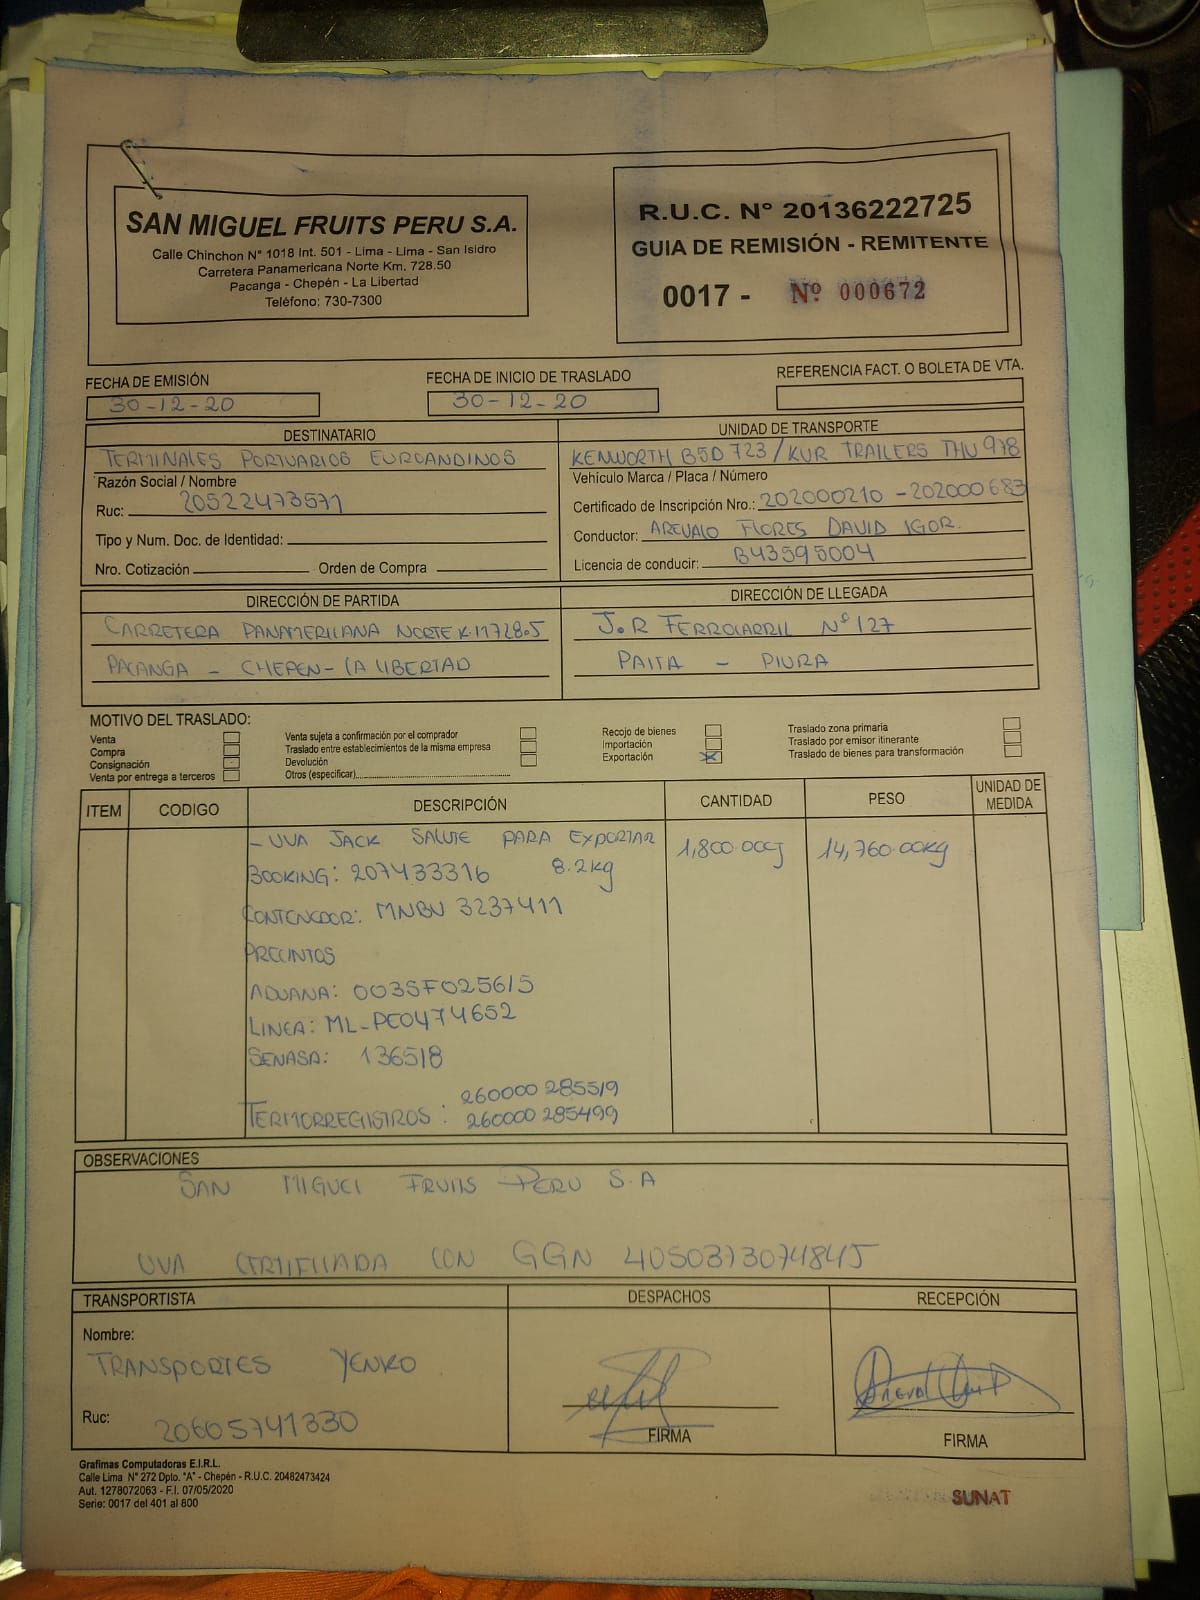 SAN MIGUEL FRUITS PERU S.A.
Calle Chinchon N° 1018 Int. 501 - Lima - Lima - San Isidro
Carretera Panamericana Norte Km. 728.50
Pacanga - Chepén - La Libertad
Teléfono: 730-7300
R.U.C. N° 20136222725
GUIA DE REMISIÓN - REMITENTE
0017 - Nº 000672
FECHA DE EMISIÓN
30-12-20
FECHA DE INICIO DE TRASLADO
30-12-20
REFERENCIA FACT. O BOLETA DE VTA.
DESTINATARIO
TERMINALES PORTUARIOS EUROANDINOS
Razón Social / Nombre
Ruc: 20522473571
Tipo y Num. Doc. de Identidad:
Nro. Cotización Orden de Compra
UNIDAD DE TRANSPORTE
KENWORTH B5D 723 / KUR TRAILERS THU 978
Vehículo Marca / Placa / Número
Certificado de Inscripción Nro.: 202000210 - 202000683
Conductor: AREVALO FLORES DAVID IGOR.
Licencia de conducir: B43595004
DIRECCIÓN DE PARTIDA
CARRETERA PANAMERICANA NORTE K.M728.5
PACANGA - CHEPEN - LA LIBERTAD
DIRECCIÓN DE LLEGADA
J.R FERROCARRIL Nº 127
PAITA - PIURA
MOTIVO DEL TRASLADO:
Venta
Compra
Consignación
Venta por entrega a terceros
Venta sujeta a confirmación por el comprador
Traslado entre establecimientos de la misma empresa
Devolución
Otros (especificar)
Recojo de bienes
Importación
Exportación X
Traslado zona primaria
Traslado por emisor itinerante
Traslado de bienes para transformación
ITEM CODIGO DESCRIPCIÓN CANTIDAD PESO UNIDAD DE MEDIDA
- UVA JACK SALUTE PARA EXPORTAR 1,800.00CJ 14,760.00KG
BOOKING: 207433316 8.2kg
CONTENEDOR: MNBU 3237411
PRECINTOS
ADUANA: 003SF025615
LINEA: ML-PE0474652
SENASA: 136518
260000 285519
TERMORREGISTROS: 260000 285499
OBSERVACIONES
SAN MIGUEL FRUITS PERU S.A
UVA CERTIFICADA CON GGN 4050373074845
TRANSPORTISTA
Nombre:
TRANSPORTES YENKO
Ruc: 20605741330
DESPACHOS
FIRMA
RECEPCIÓN
FIRMA
Grafimas Computadoras E.I.R.L.
Calle Lima N° 272 Dpto. "A" - Chepén - R.U.C. 20482473424
Aut. 1278072063 - F.I. 07/05/2020
Serie: 0017 del 401 al 800
SUNAT